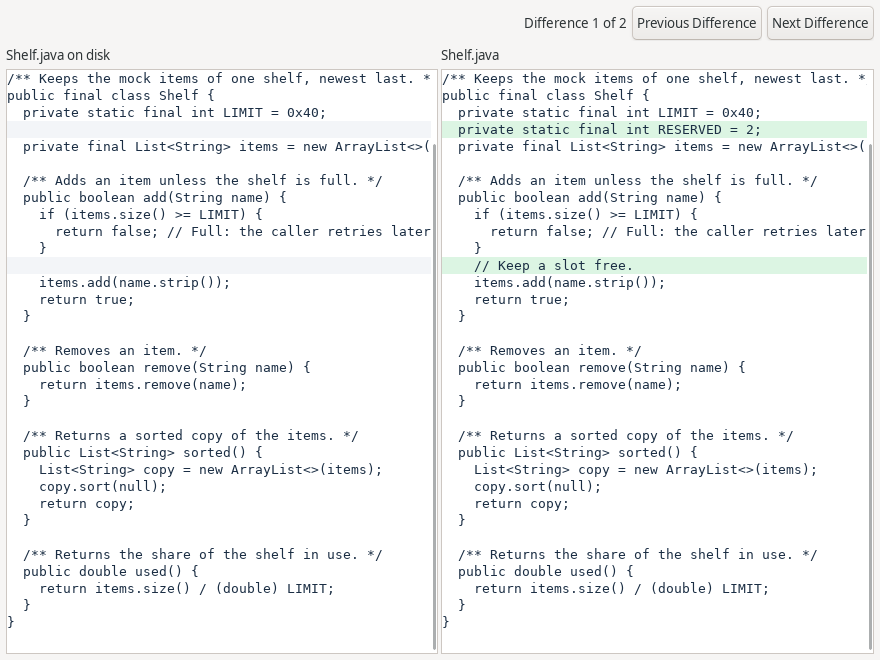 Difference 1 of 2 Previous Difference Next Difference
Shelf.java on disk
/** Keeps the mock items of one shelf, newest last. *
public final class Shelf {
  private static final int LIMIT = 0x40;
  private final List<String> items = new ArrayList<>(

  /** Adds an item unless the shelf is full. */
  public boolean add(String name) {
    if (items.size() >= LIMIT) {
      return false; // Full: the caller retries later
    }
    items.add(name.strip());
    return true;
  }

  /** Removes an item. */
  public boolean remove(String name) {
    return items.remove(name);
  }

  /** Returns a sorted copy of the items. */
  public List<String> sorted() {
    List<String> copy = new ArrayList<>(items);
    copy.sort(null);
    return copy;
  }

  /** Returns the share of the shelf in use. */
  public double used() {
    return items.size() / (double) LIMIT;
  }
}
Shelf.java
/** Keeps the mock items of one shelf, newest last. *
public final class Shelf {
  private static final int LIMIT = 0x40;
  private static final int RESERVED = 2;
  private final List<String> items = new ArrayList<>(

  /** Adds an item unless the shelf is full. */
  public boolean add(String name) {
    if (items.size() >= LIMIT) {
      return false; // Full: the caller retries later
    }
    // Keep a slot free.
    items.add(name.strip());
    return true;
  }

  /** Removes an item. */
  public boolean remove(String name) {
    return items.remove(name);
  }

  /** Returns a sorted copy of the items. */
  public List<String> sorted() {
    List<String> copy = new ArrayList<>(items);
    copy.sort(null);
    return copy;
  }

  /** Returns the share of the shelf in use. */
  public double used() {
    return items.size() / (double) LIMIT;
  }
}